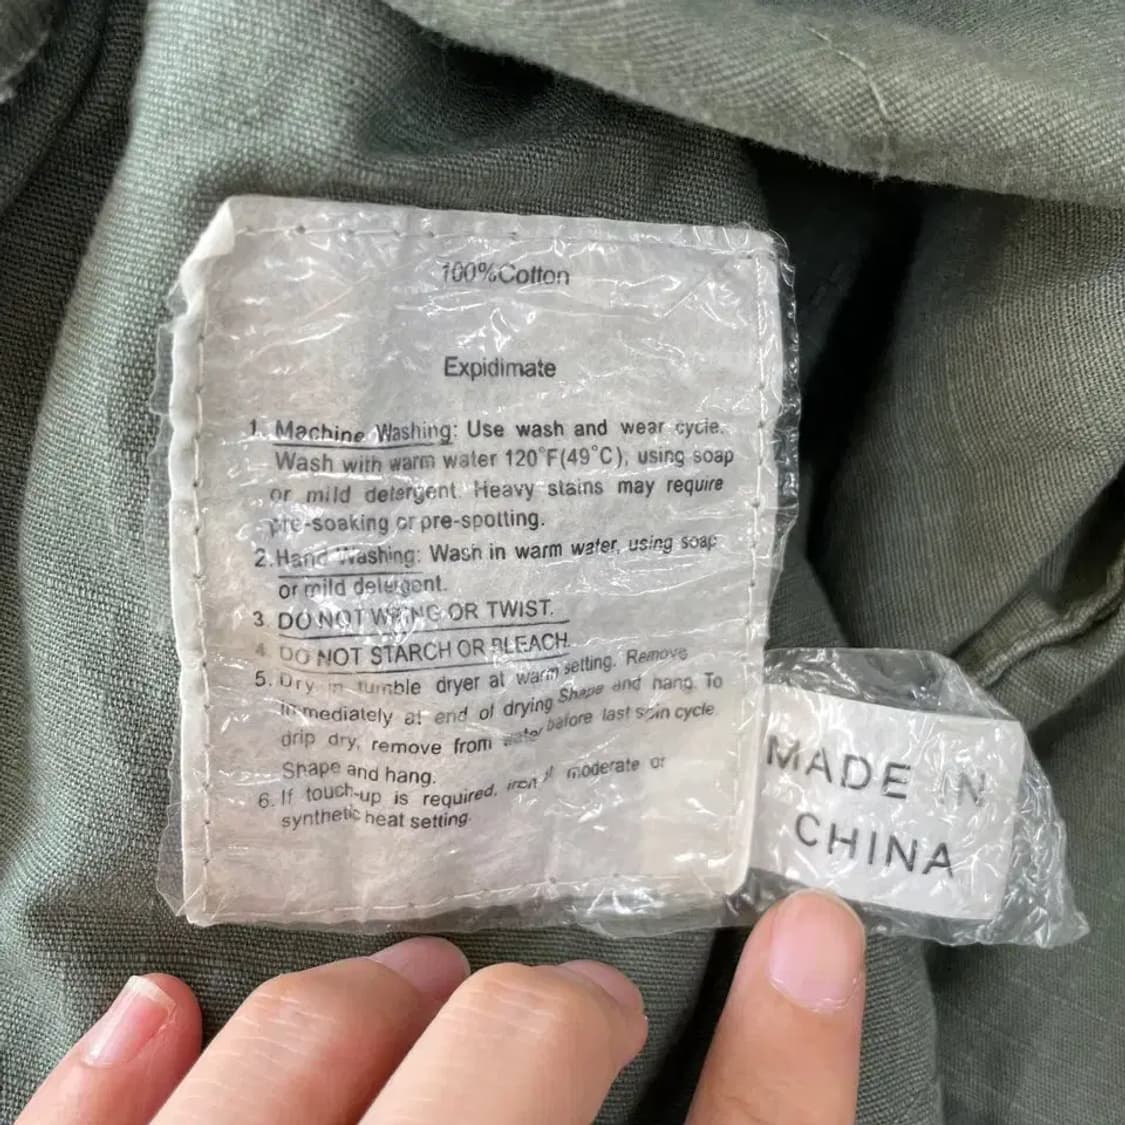 100%Cotton
Expidimate
1. Machine Washing: Use wash and wear cycle.
Wash with warm water 120°F(49°C), using soap
or mild detergent. Heavy stains may require
pre-soaking or pre-spotting.
2. Hand Washing: Wash in warm water, using soap
or mild detergent.
3. DO NOT WRING OR TWIST.
4. DO NOT STARCH OR BLEACH.
5. Dry in tumble dryer at warm setting. Remove
immediately at end of drying Shape and hang. To
drip dry, remove from water before last spin cycle.
Shape and hang.
6. If touch-up is required, iron at moderate or
synthetic heat setting.
MADE IN
CHINA